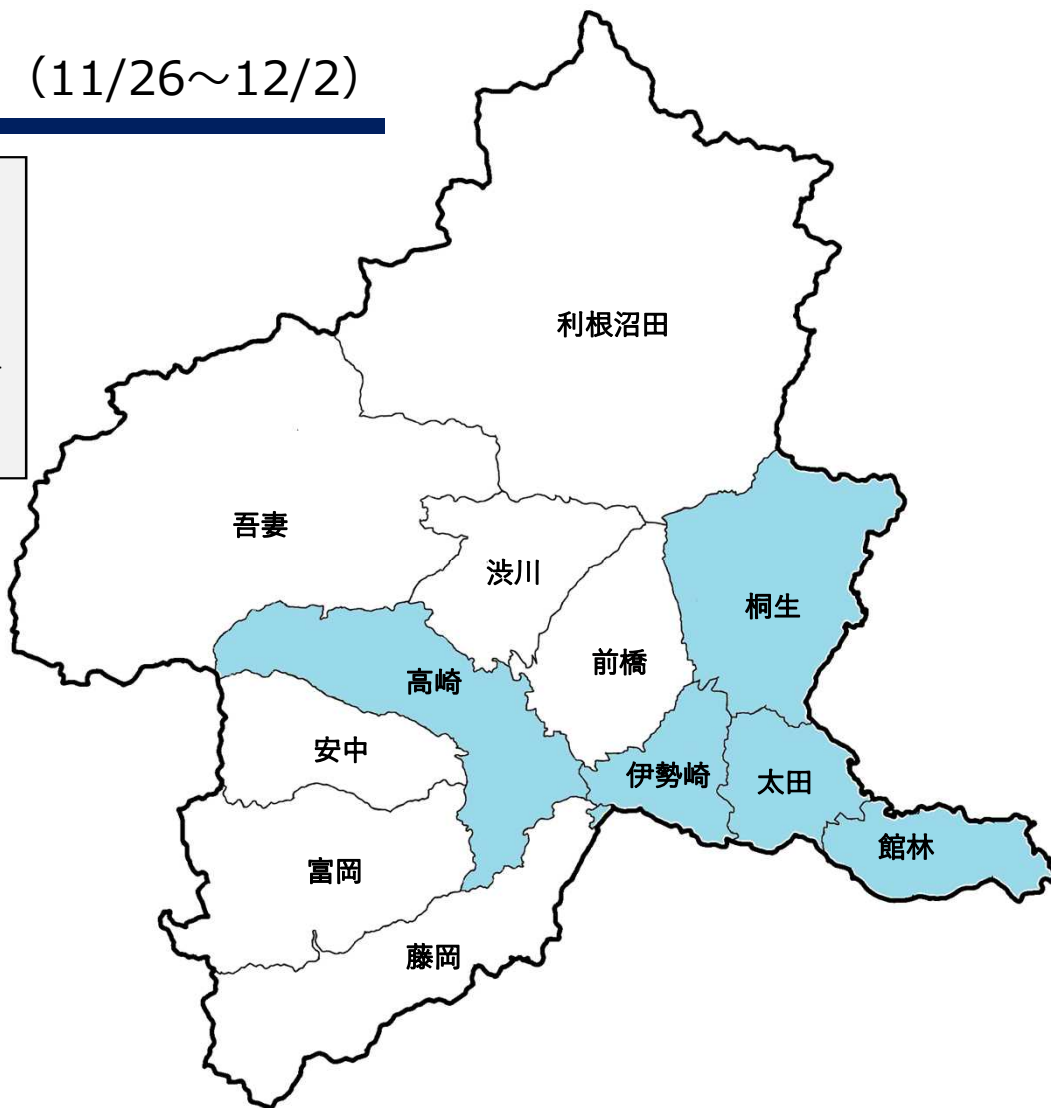 （11/26～12/2）
利根沼田
吾妻
渋川
桐生
前橋
高崎
安中
伊勢崎
太田
館林
富岡
藤岡